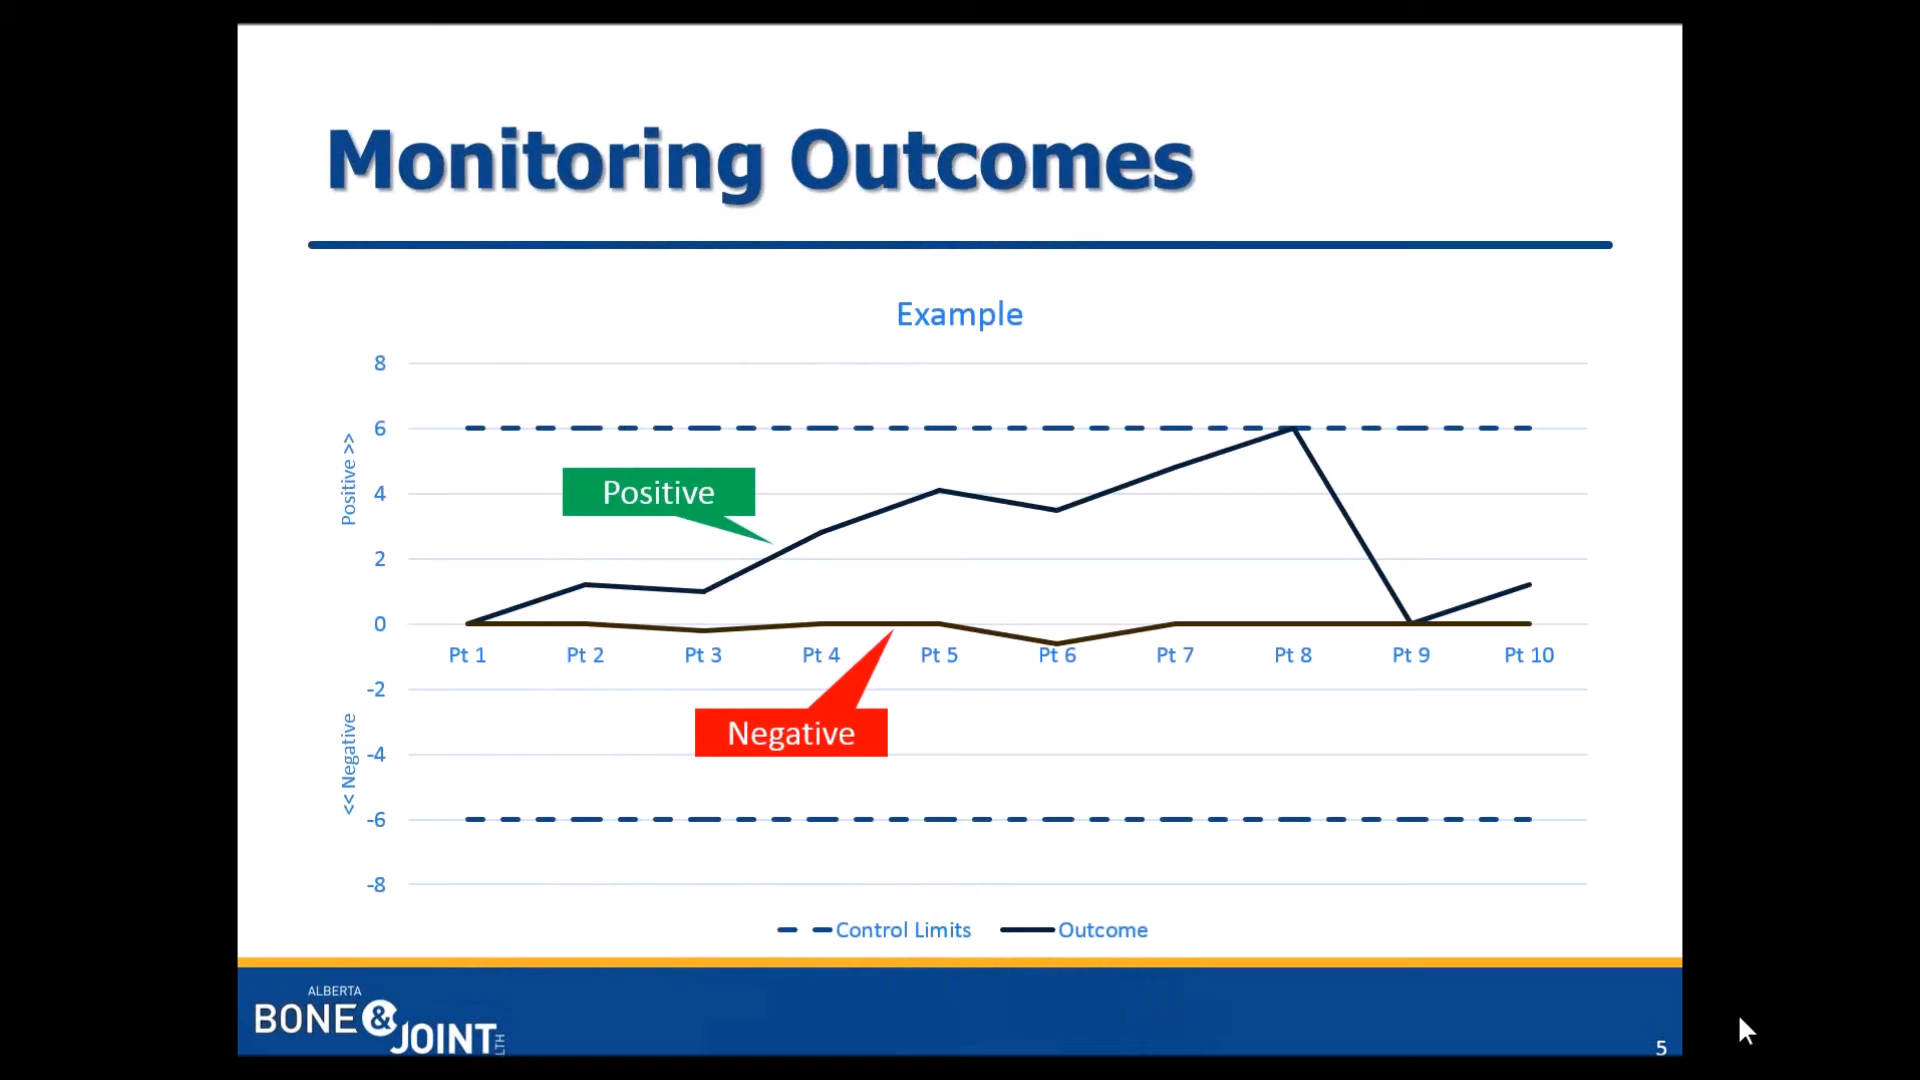 Monitoring Outcomes
Example
8
6
4
2
0
-2
-4
-6
-8
Positive >>
<< Negative
Positive
Negative
Pt 1 Pt 2 Pt 3 Pt 4 Pt 5 Pt 6 Pt 7 Pt 8 Pt 9 Pt 10
Control Limits Outcome
ALBERTA
BONE &
JOINT LTH
5